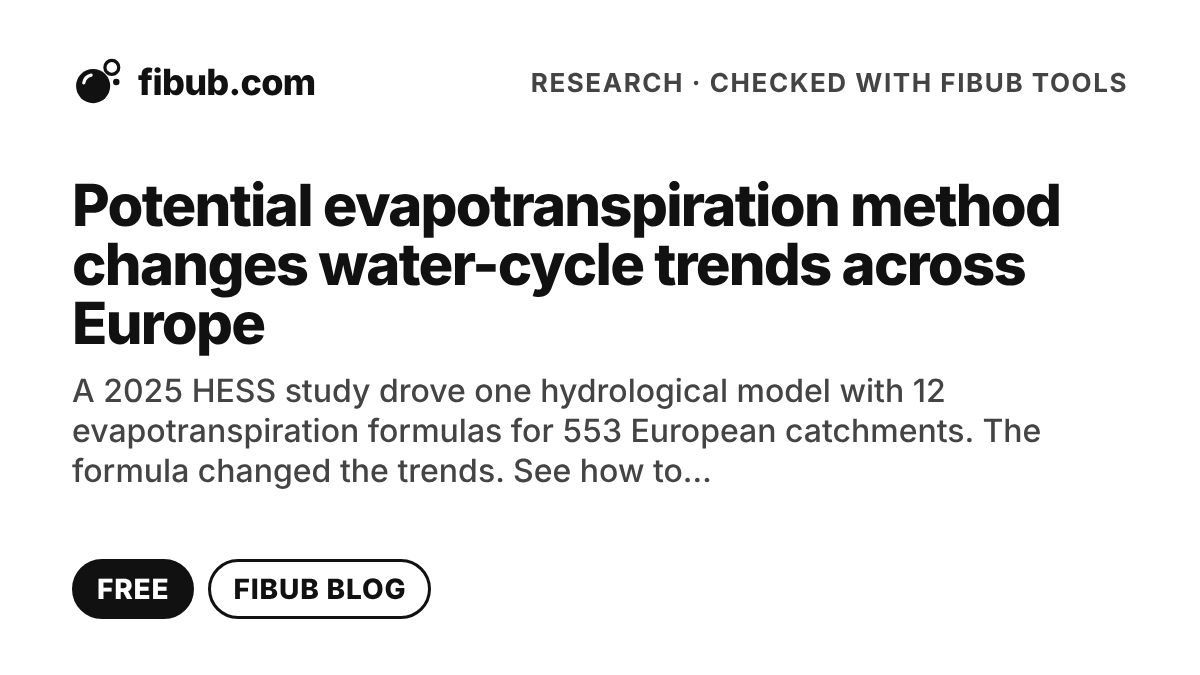 fibub.com
RESEARCH · CHECKED WITH FIBUB TOOLS
Potential evapotranspiration method
changes water-cycle trends across
Europe
A 2025 HESS study drove one hydrological model with 12
evapotranspiration formulas for 553 European catchments. The
formula changed the trends. See how to...
FREE
FIBUB BLOG